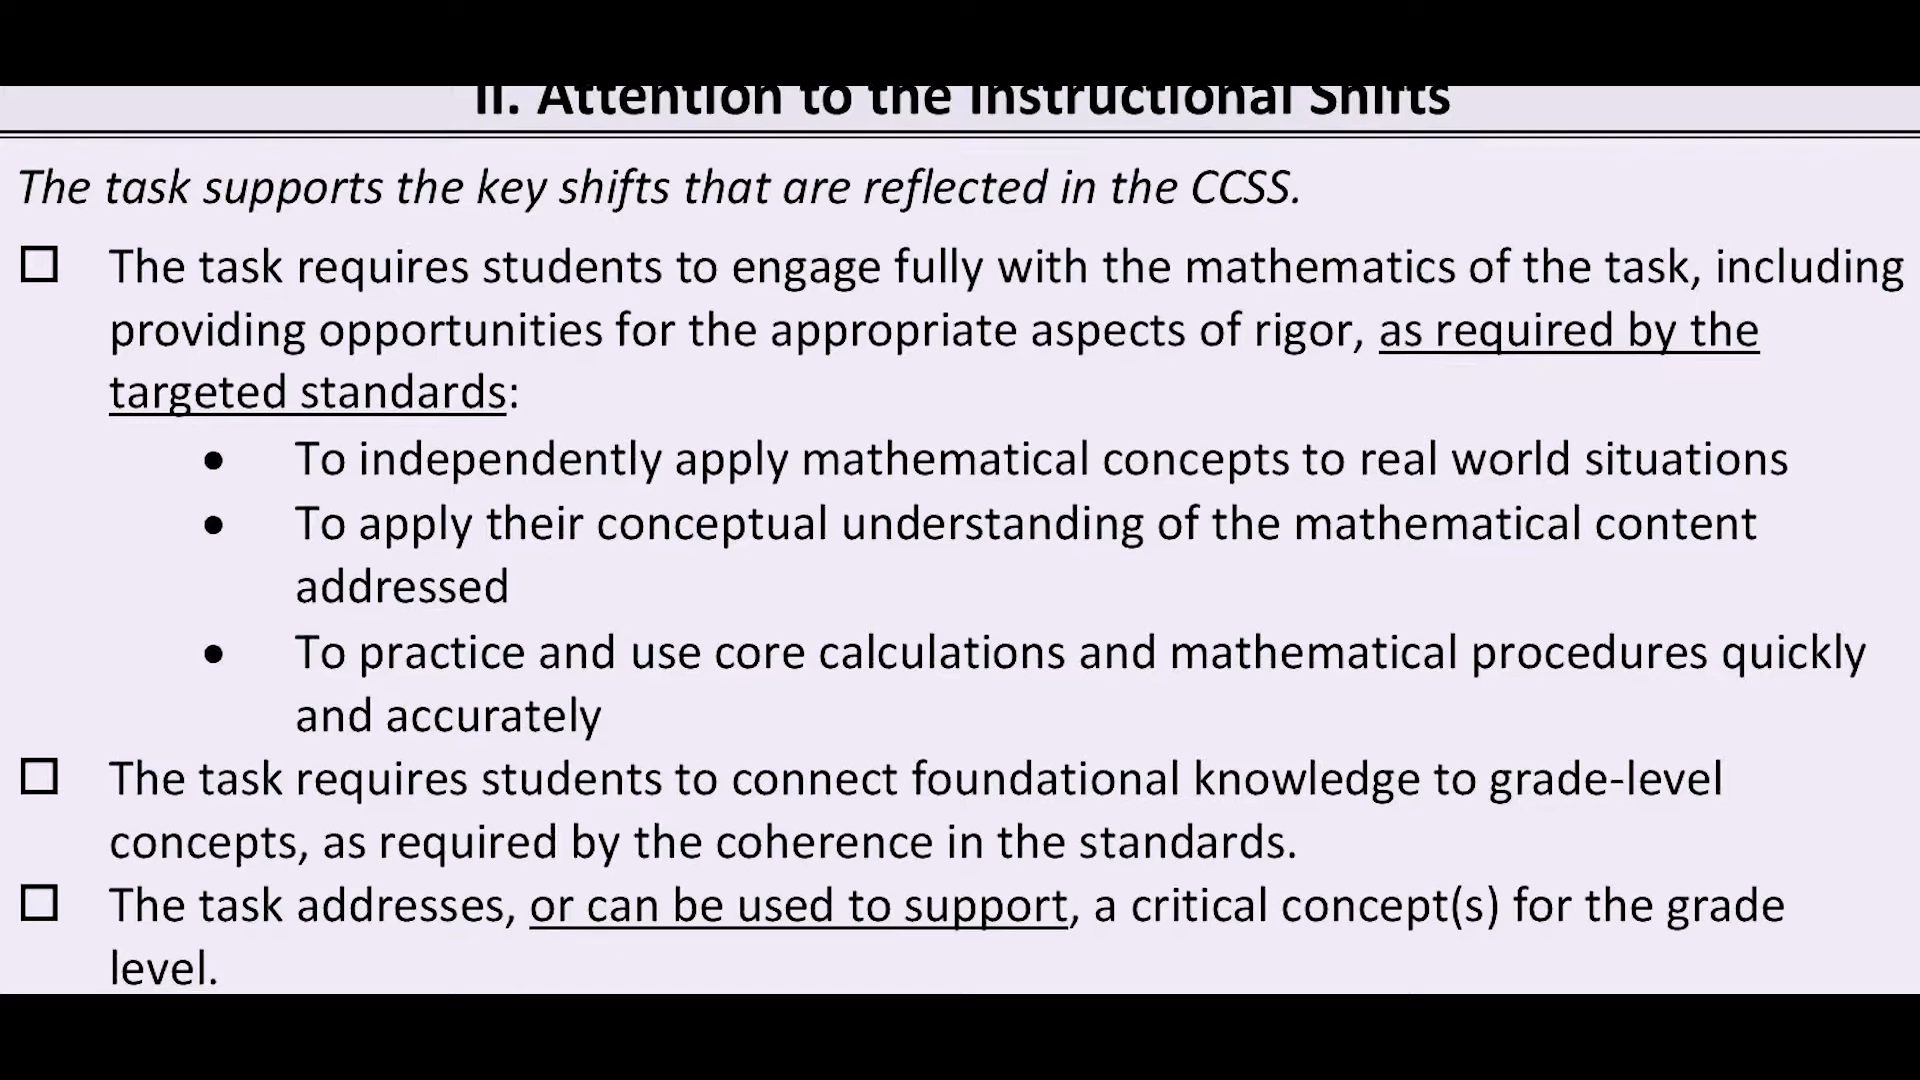 II. Attention to the Instructional Shifts
The task supports the key shifts that are reflected in the CCSS.
☐ The task requires students to engage fully with the mathematics of the task, including
providing opportunities for the appropriate aspects of rigor, as required by the
targeted standards:
• To independently apply mathematical concepts to real world situations
• To apply their conceptual understanding of the mathematical content
addressed
• To practice and use core calculations and mathematical procedures quickly
and accurately
☐ The task requires students to connect foundational knowledge to grade-level
concepts, as required by the coherence in the standards.
☐ The task addresses, or can be used to support, a critical concept(s) for the grade
level.